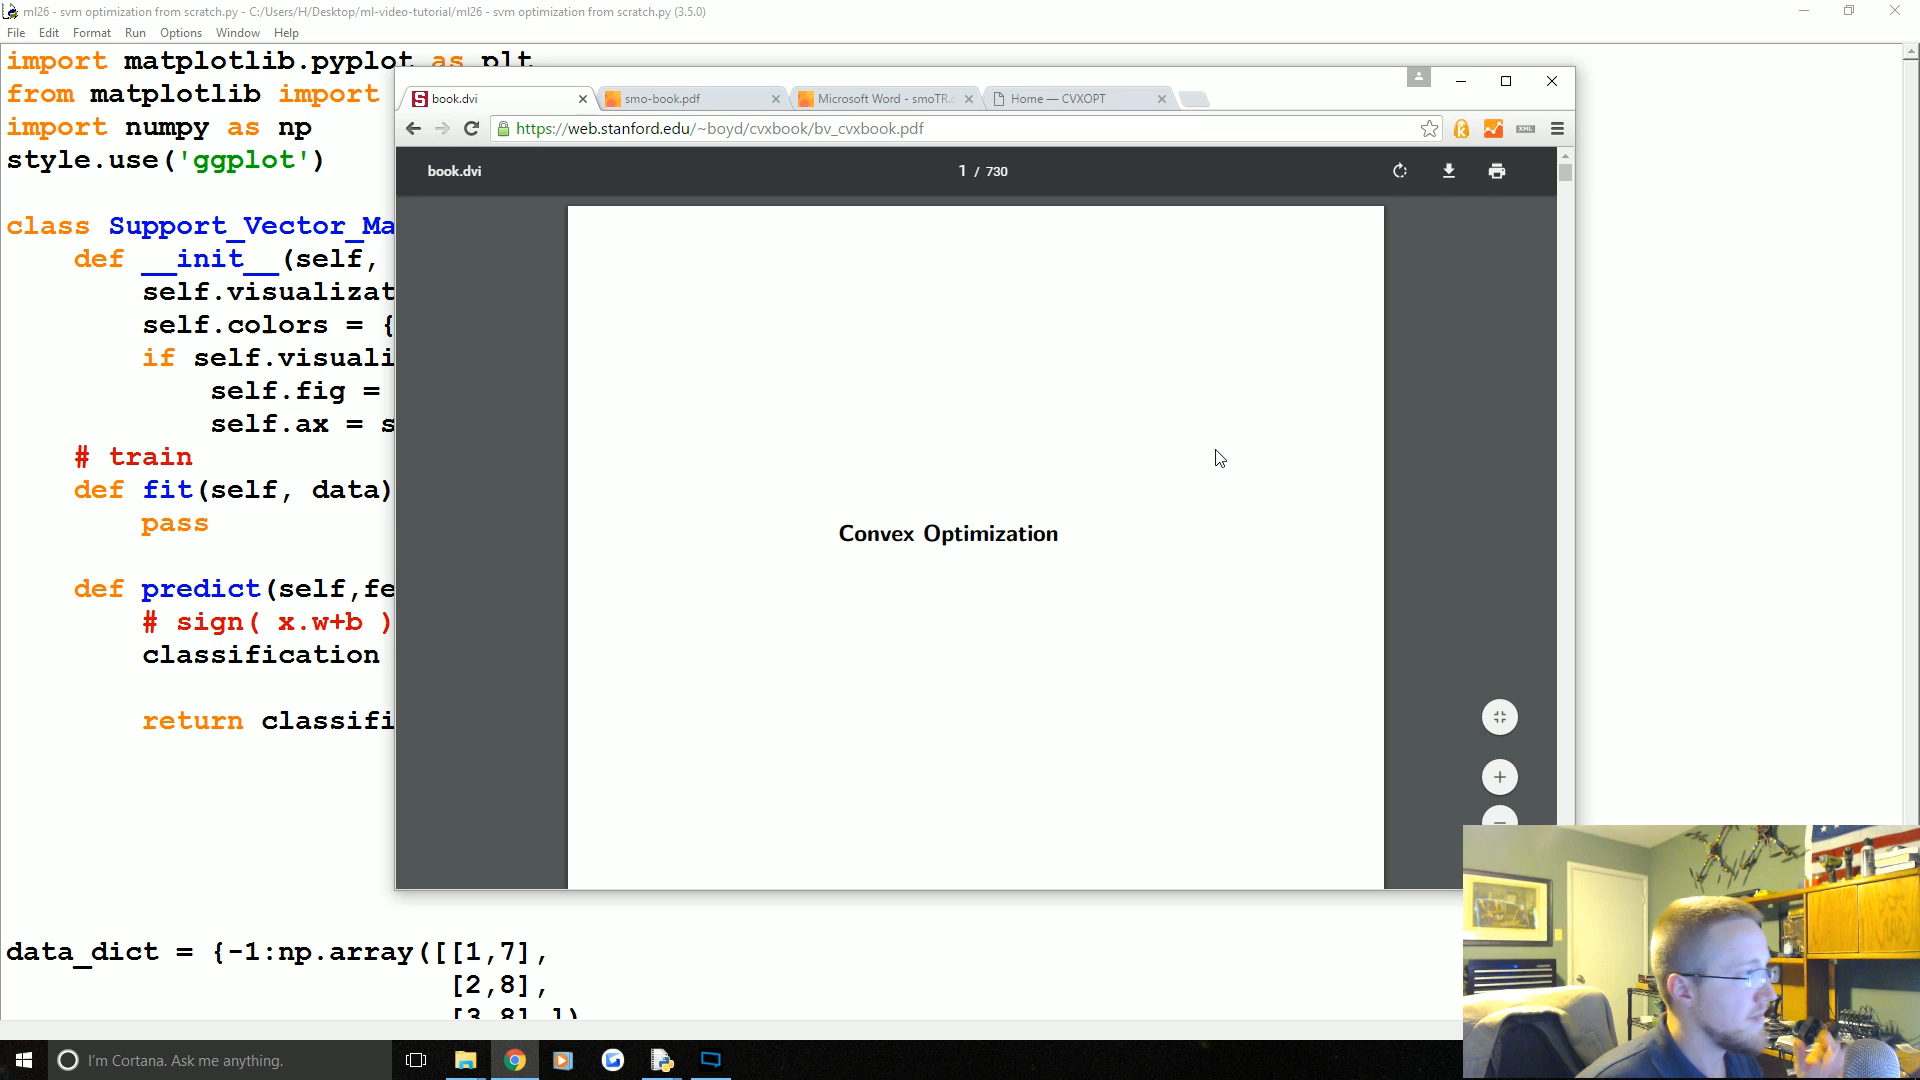 ml26 - svm optimization from scratch.py - C:/Users/H/Desktop/ml-video-tutorial/ml26 - svm optimization from scratch.py (3.5.0)
File Edit Format Run Options Window Help
import matplotlib.pyplot as plt
from matplotlib import
import numpy as np
style.use('ggplot')
class Support_Vector_Ma
def __init__(self,
self.visualizat
self.colors = {
if self.visuali
self.fig =
self.ax = s
# train
def fit(self, data)
pass
def predict(self,fe
# sign( x.w+b )
classification
return classifi
data_dict = {-1:np.array([[1,7],
[2,8],
[3,8],])
book.dvi
smo-book.pdf
Microsoft Word - smoTR.
Home — CVXOPT
https://web.stanford.edu/~boyd/cvxbook/bv_cvxbook.pdf
XML
book.dvi
1 / 730
Convex Optimization
I'm Cortana. Ask me anything.